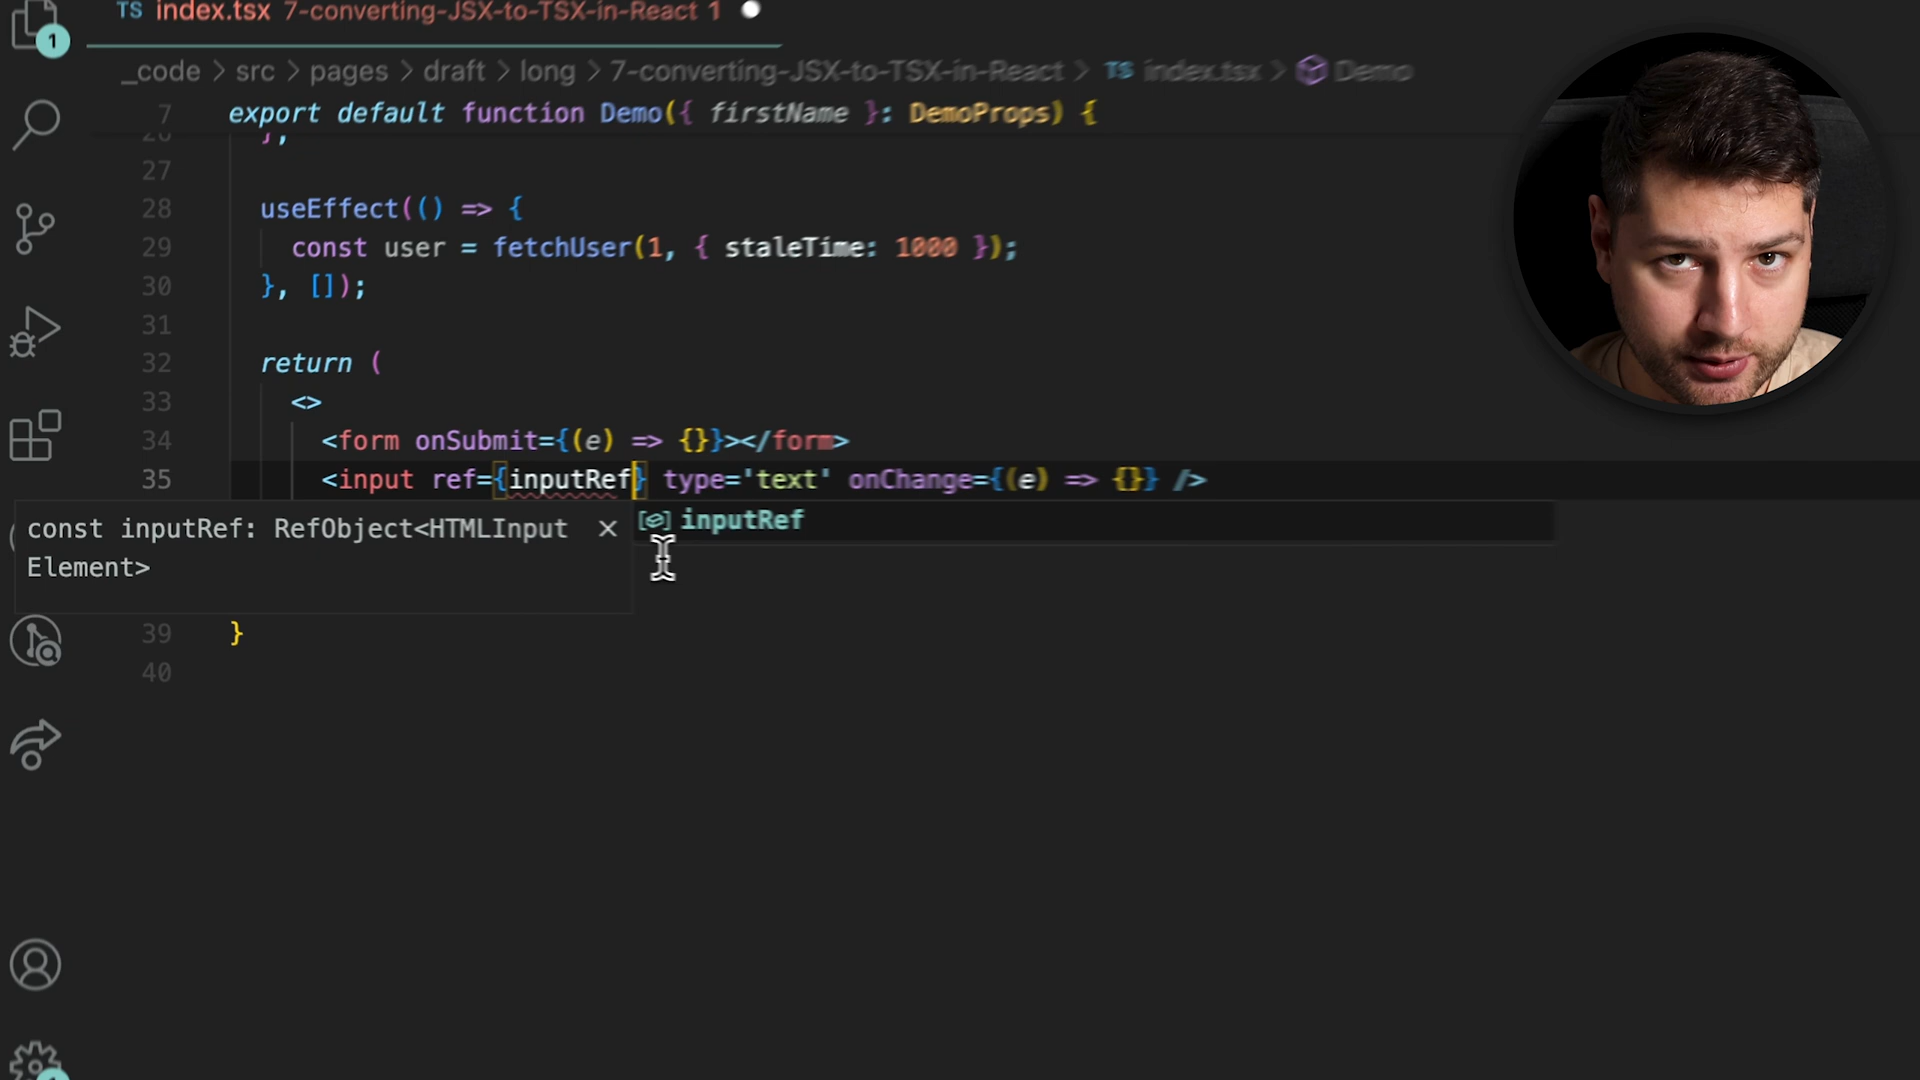 TS index.tsx 7-converting-JSX-to-TSX-in-React 1
1
_code > src > pages > draft > long > 7-converting-JSX-to-TSX-in-React > TS index.tsx > Demo
7 export default function Demo({ firstName }: DemoProps) {
26 };
27
28 useEffect(() => {
29 const user = fetchUser(1, { staleTime: 1000 });
30 }, []);
31
32 return (
33 <>
34 <form onSubmit={(e) => {}}></form>
35 <input ref={inputRef} type='text' onChange={(e) => {}} />
inputRef
const inputRef: RefObject<HTMLInput
Element>
39 }
40